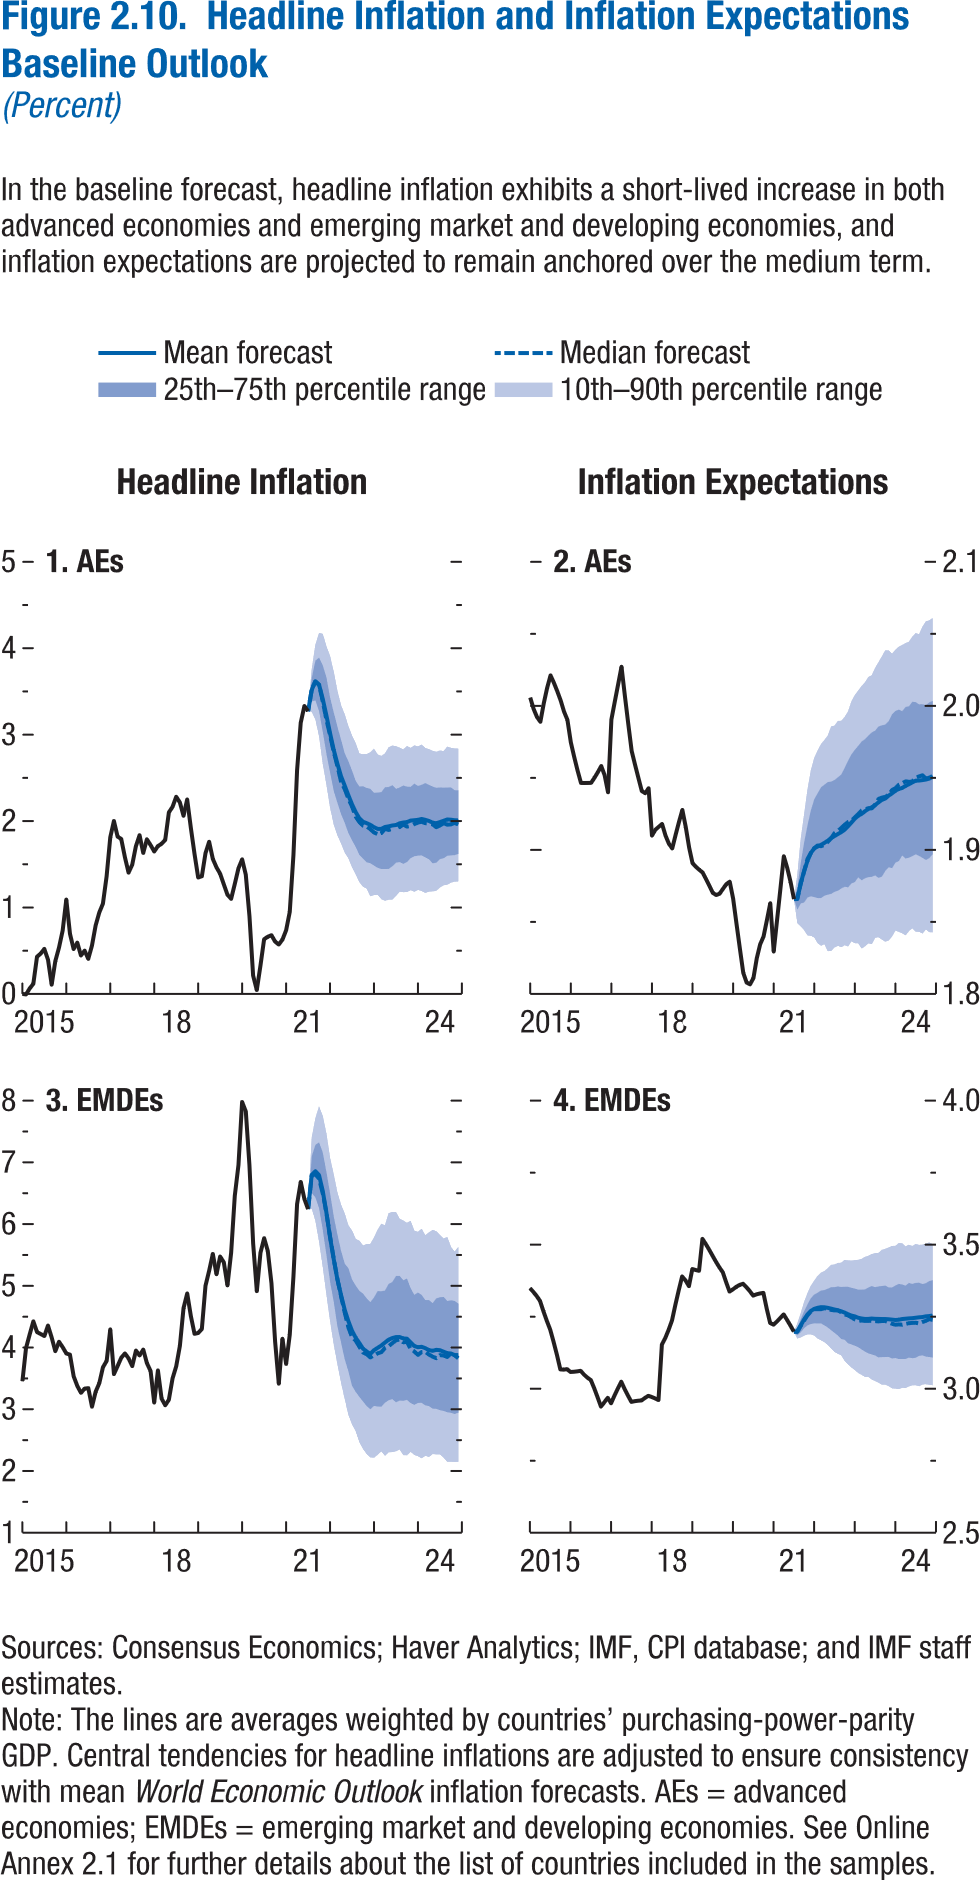 Figure 2.10.  Headline Inflation and Inflation Expectations
Baseline Outlook
(Percent)
In the baseline forecast, headline inflation exhibits a short-lived increase in both
advanced economies and emerging market and developing economies, and
inflation expectations are projected to remain anchored over the medium term.
Mean forecast
Median forecast
25th–75th percentile range
10th–90th percentile range
Headline Inflation
Inflation Expectations
1. AEs
5
4
3
2
1
0
2015 18 21 24
2. AEs
2.1
2.0
1.9
1.8
2015 18 21 24
3. EMDEs
8
7
6
5
4
3
2
1
2015 18 21 24
4. EMDEs
4.0
3.5
3.0
2.5
2015 18 21 24
Sources: Consensus Economics; Haver Analytics; IMF, CPI database; and IMF staff
estimates.
Note: The lines are averages weighted by countries’ purchasing-power-parity
GDP. Central tendencies for headline inflations are adjusted to ensure consistency
with mean World Economic Outlook inflation forecasts. AEs = advanced
economies; EMDEs = emerging market and developing economies. See Online
Annex 2.1 for further details about the list of countries included in the samples.